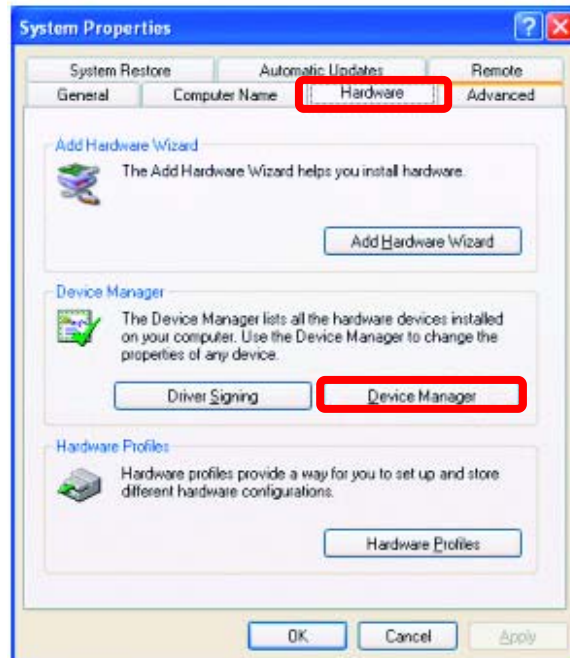 System Properties
System Restore Automatic Updates Remote
General Computer Name Hardware Advanced
Add Hardware Wizard
The Add Hardware Wizard helps you install hardware.
Add Hardware Wizard
Device Manager
The Device Manager lists all the hardware devices installed
on your computer. Use the Device Manager to change the
properties of any device.
Driver Signing Device Manager
Hardware Profiles
Hardware profiles provide a way for you to set up and store
different hardware configurations.
Hardware Profiles
OK Cancel Apply